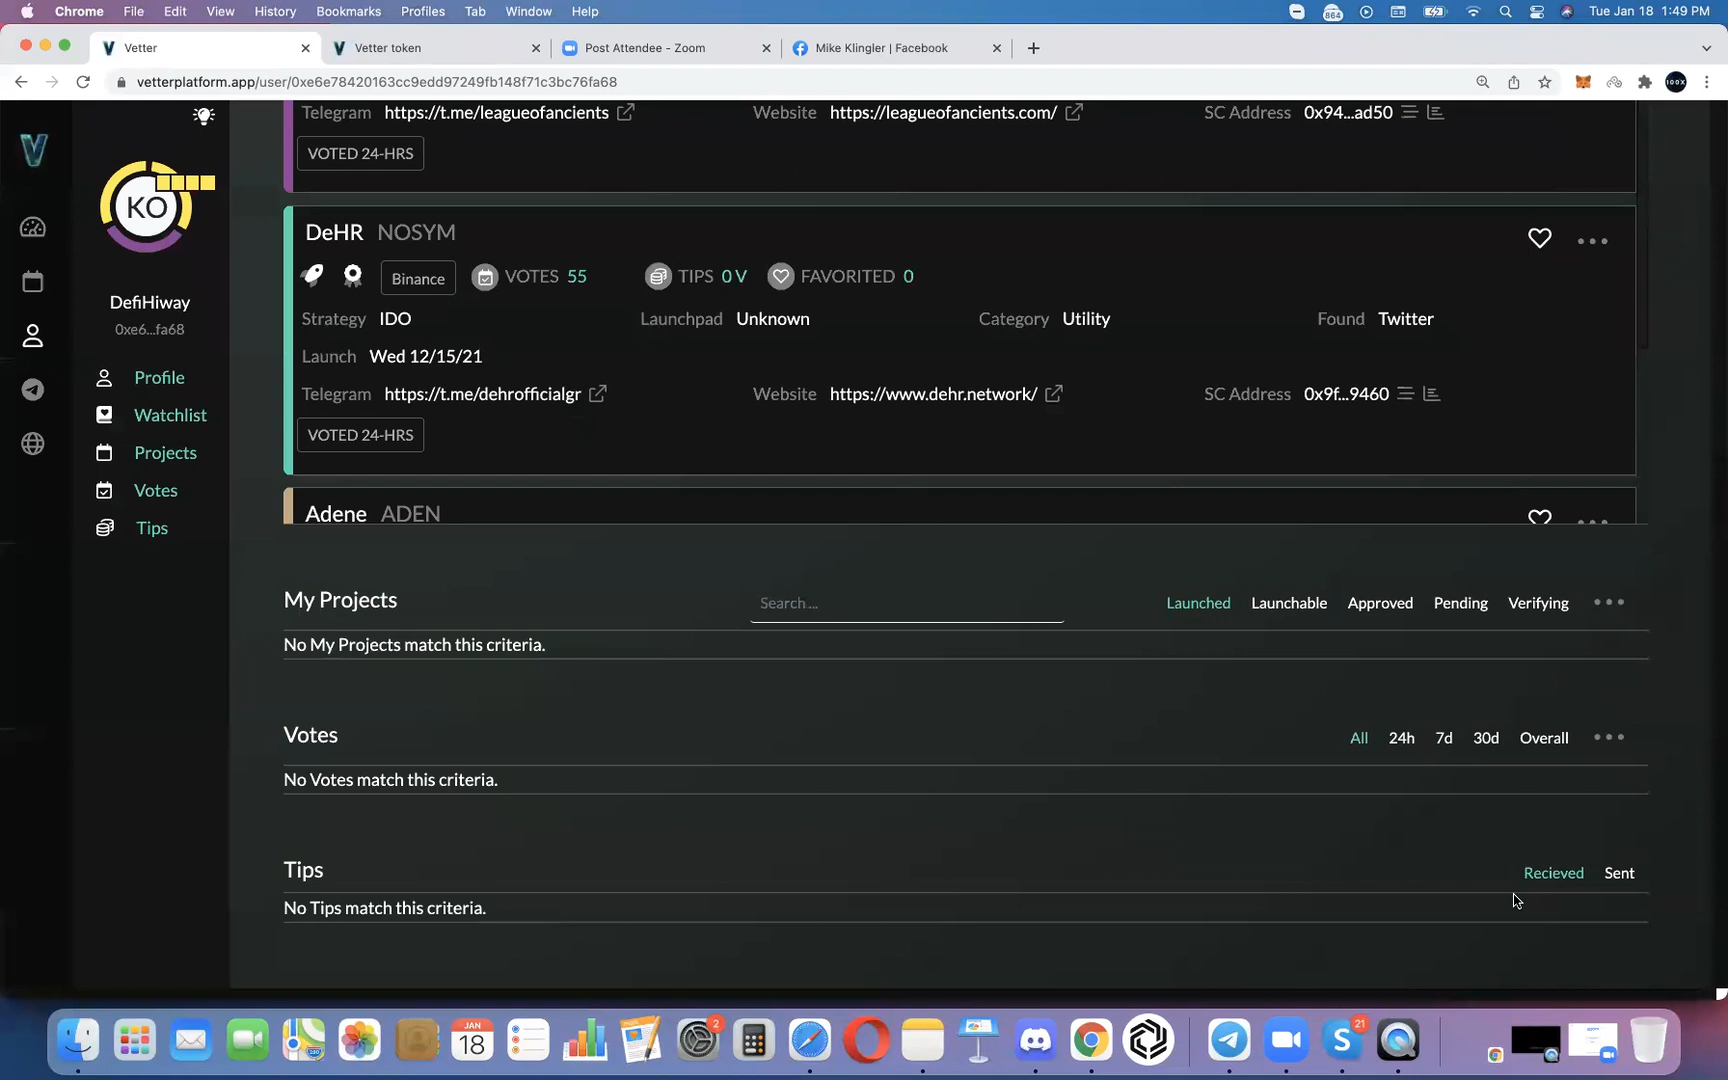 Chrome File Edit View History Bookmarks Profiles Tab Window Help
864
Tue Jan 18 1:49 PM
Vetter
Vetter token
Post Attendee - Zoom
Mike Klingler | Facebook
vetterplatform.app/user/0xe6e78420163cc9edd97249fb148f71c3bc76fa68
100X
V
KO
DefiHiway
0xe6...fa68
Profile
Watchlist
Projects
Votes
Tips
Telegram https://t.me/leagueofancients Website https://leagueofancients.com/ SC Address 0x94...ad50
VOTED 24-HRS
DeHR NOSYM
Binance VOTES 55 TIPS 0 V FAVORITED 0
Strategy IDO Launchpad Unknown Category Utility Found Twitter
Launch Wed 12/15/21
Telegram https://t.me/dehrofficialgr Website https://www.dehr.network/ SC Address 0x9f...9460
VOTED 24-HRS
Adene ADEN
My Projects Search ... Launched Launchable Approved Pending Verifying
No My Projects match this criteria.
Votes All 24h 7d 30d Overall
No Votes match this criteria.
Tips Recieved Sent
No Tips match this criteria.
JAN
18
2
21